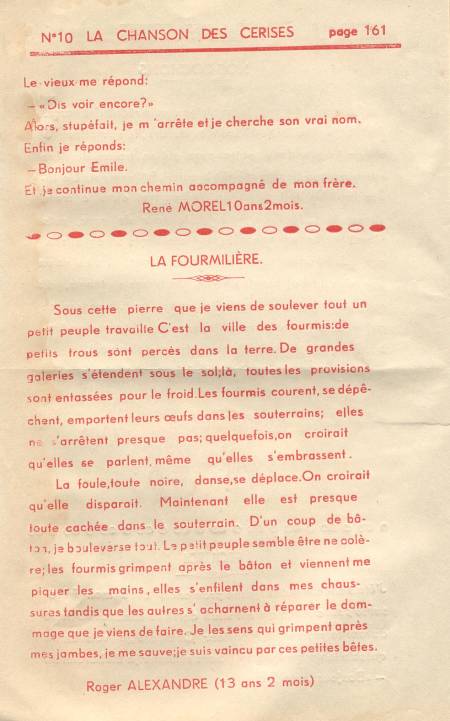 N°10 LA CHANSON DES CERISES page 161
Le vieux me répond:
—«Dis voir encore?»
Alors, stupéfait, je m'arrête et je cherche son vrai nom.
Enfin je réponds:
—Bonjour Emile.
Et je continue mon chemin accompagné de mon frère.
René MOREL10ans2mois.
LA FOURMILIÈRE.
Sous cette pierre que je viens de soulever tout un
petit peuple travaille C'est la ville des fourmis:de
petits trous sont percés dans la terre. De grandes
galeries s'étendent sous le sol;là, toutes les provisions
sont entassées pour le froid.Les fourmis courent, se dépê-
chent, emportent leurs œufs dans les souterrains; elles
ne s'arrêtent presque pas; quelquefois,on croirait
qu'elles se parlent, même qu'elles s'embrassent.
La foule,toute noire, danse,se déplace.On croirait
qu'elle disparait. Maintenant elle est presque
toute cachée dans le souterrain. D'un coup de bâ-
ton, je bouleverse tout. Le petit peuple semble être ne colè-
re; les fourmis grimpent après le bâton et viennent me
piquer les mains, elles s'enfilent dans mes chaus-
sures tandis que les autres s'acharnent à réparer le dom-
mage que je viens de faire. Je les sens qui grimpent après
mes jambes, je me sauve;je suis vaincu par ces petites bêtes.
Roger ALEXANDRE (13 ans 2 mois)